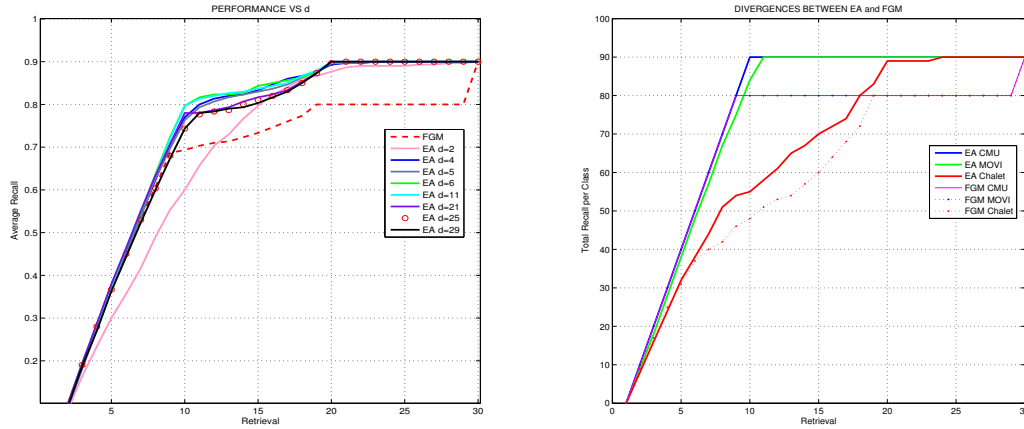 PERFORMANCE VS d
1
0.9
0.8
0.7
0.6
0.5
0.4
0.3
0.2
Average Recall
5
10
15
20
25
30
Retrieval
FGM
EA d=2
EA d=4
EA d=5
EA d=6
EA d=11
EA d=21
EA d=25
EA d=29
DIVERGENCES BETWEEN EA and FGM
100
90
80
70
60
50
40
30
20
10
0
Total Recall per Class
0
5
10
15
20
25
30
Retrieval
EA CMU
EA MOVI
EA Chalet
FGM CMU
FGM MOVI
FGM Chalet